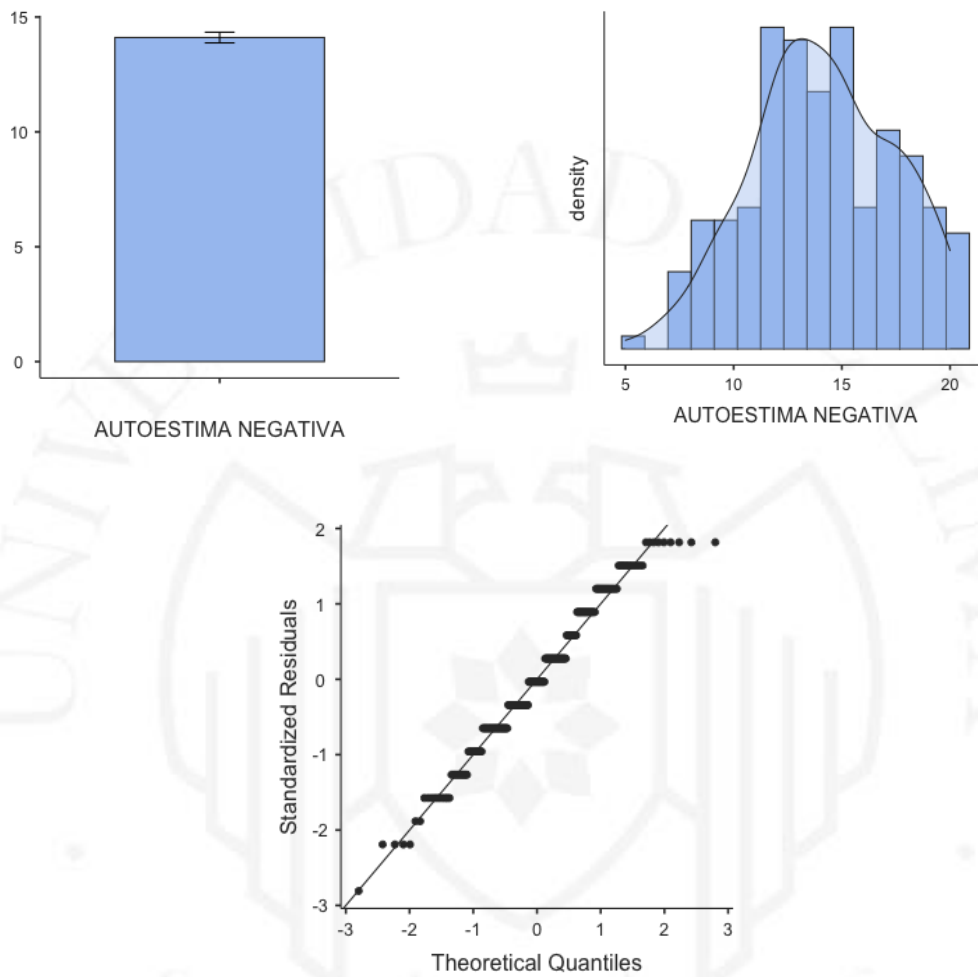 15
10
5
0
AUTOESTIMA NEGATIVA
density
5 10 15 20
AUTOESTIMA NEGATIVA
Standardized Residuals
2
1
0
-1
-2
-3
-3 -2 -1 0 1 2 3
Theoretical Quantiles